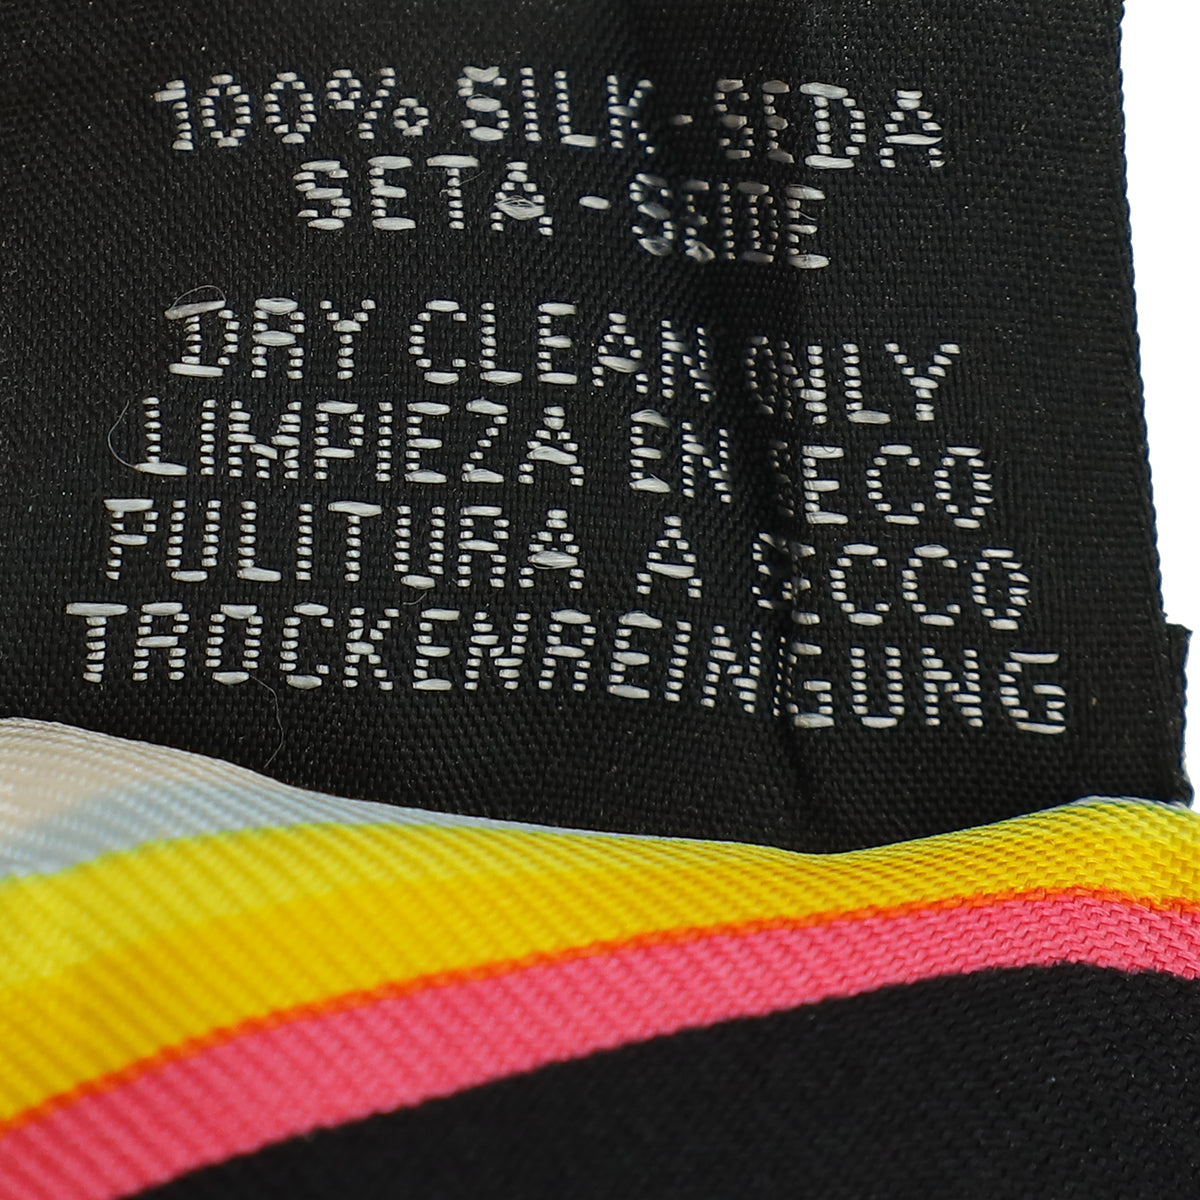 100% SILK - SEDA
SETA - SEIDE
DRY CLEAN ONLY
LIMPIEZA EN SECO
PULITURA A SECCO
TROCKENREINIGUNG